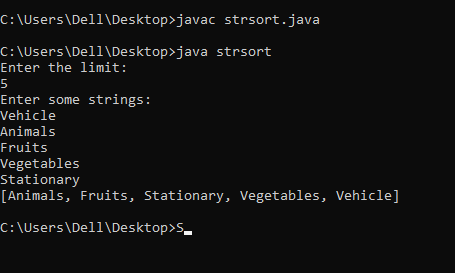 C:\Users\Dell\Desktop>javac strsort.java
C:\Users\Dell\Desktop>java strsort
Enter the limit:
5
Enter some strings:
Vehicle
Animals
Fruits
Vegetables
Stationary
[Animals, Fruits, Stationary, Vegetables, Vehicle]
C:\Users\Dell\Desktop>S